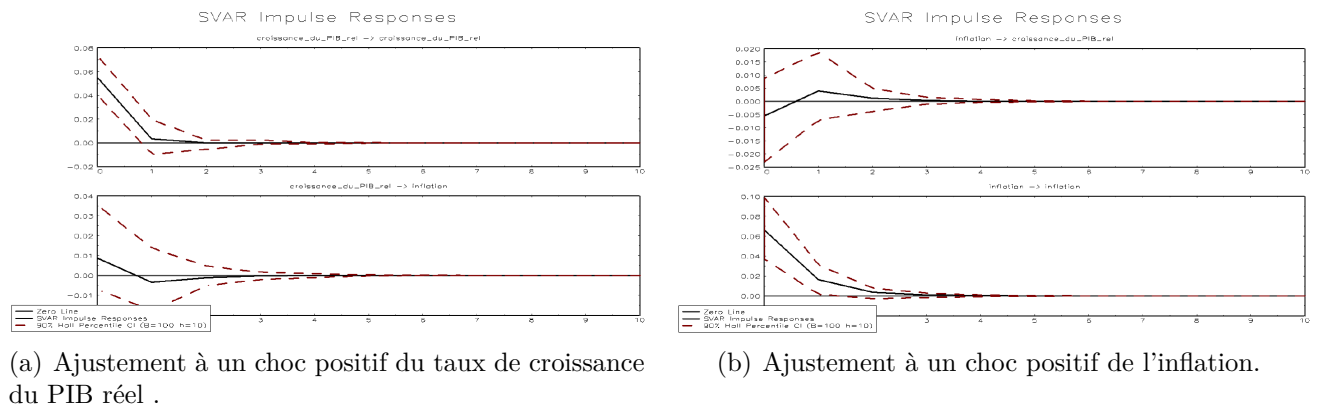 SVAR Impulse Responses
croissance_du_PIB_rel -> croissance_du_PIB_rel
0.08
0.06
0.04
0.02
0.00
-0.02
0 1 2 3 4 5 6 7 8 9 10
croissance_du_PIB_rel -> inflation
0.04
0.03
0.02
0.01
0.00
-0.01
3 4 5 6 7 8 9 10
Zero Line
SVAR Impulse Responses
90% Hall Percentile CI (B=100 h=10)
(a) Ajustement à un choc positif du taux de croissance
du PIB réel .
SVAR Impulse Responses
inflation -> croissance_du_PIB_rel
0.020
0.015
0.010
0.005
0.000
-0.005
-0.010
-0.015
-0.020
-0.025
0 1 2 3 4 5 6 7 8 9 10
inflation -> inflation
0.10
0.08
0.06
0.04
0.02
0.00
3 4 5 6 7 8 9 10
Zero Line
SVAR Impulse Responses
90% Hall Percentile CI (B=100 h=10)
(b) Ajustement à un choc positif de l'inflation.